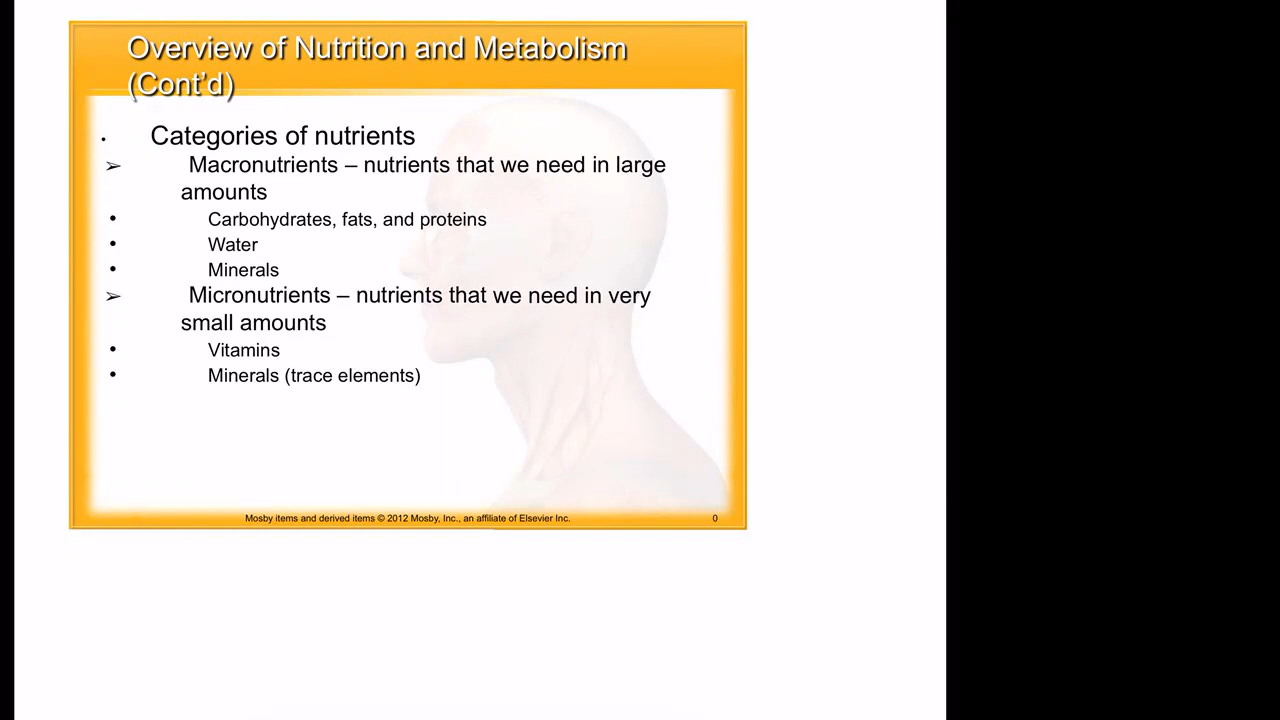 Overview of Nutrition and Metabolism
(Cont’d)
• Categories of nutrients
➢ Macronutrients – nutrients that we need in large
amounts
• Carbohydrates, fats, and proteins
• Water
• Minerals
➢ Micronutrients – nutrients that we need in very
small amounts
• Vitamins
• Minerals (trace elements)
Mosby items and derived items © 2012 Mosby, Inc., an affiliate of Elsevier Inc. 0